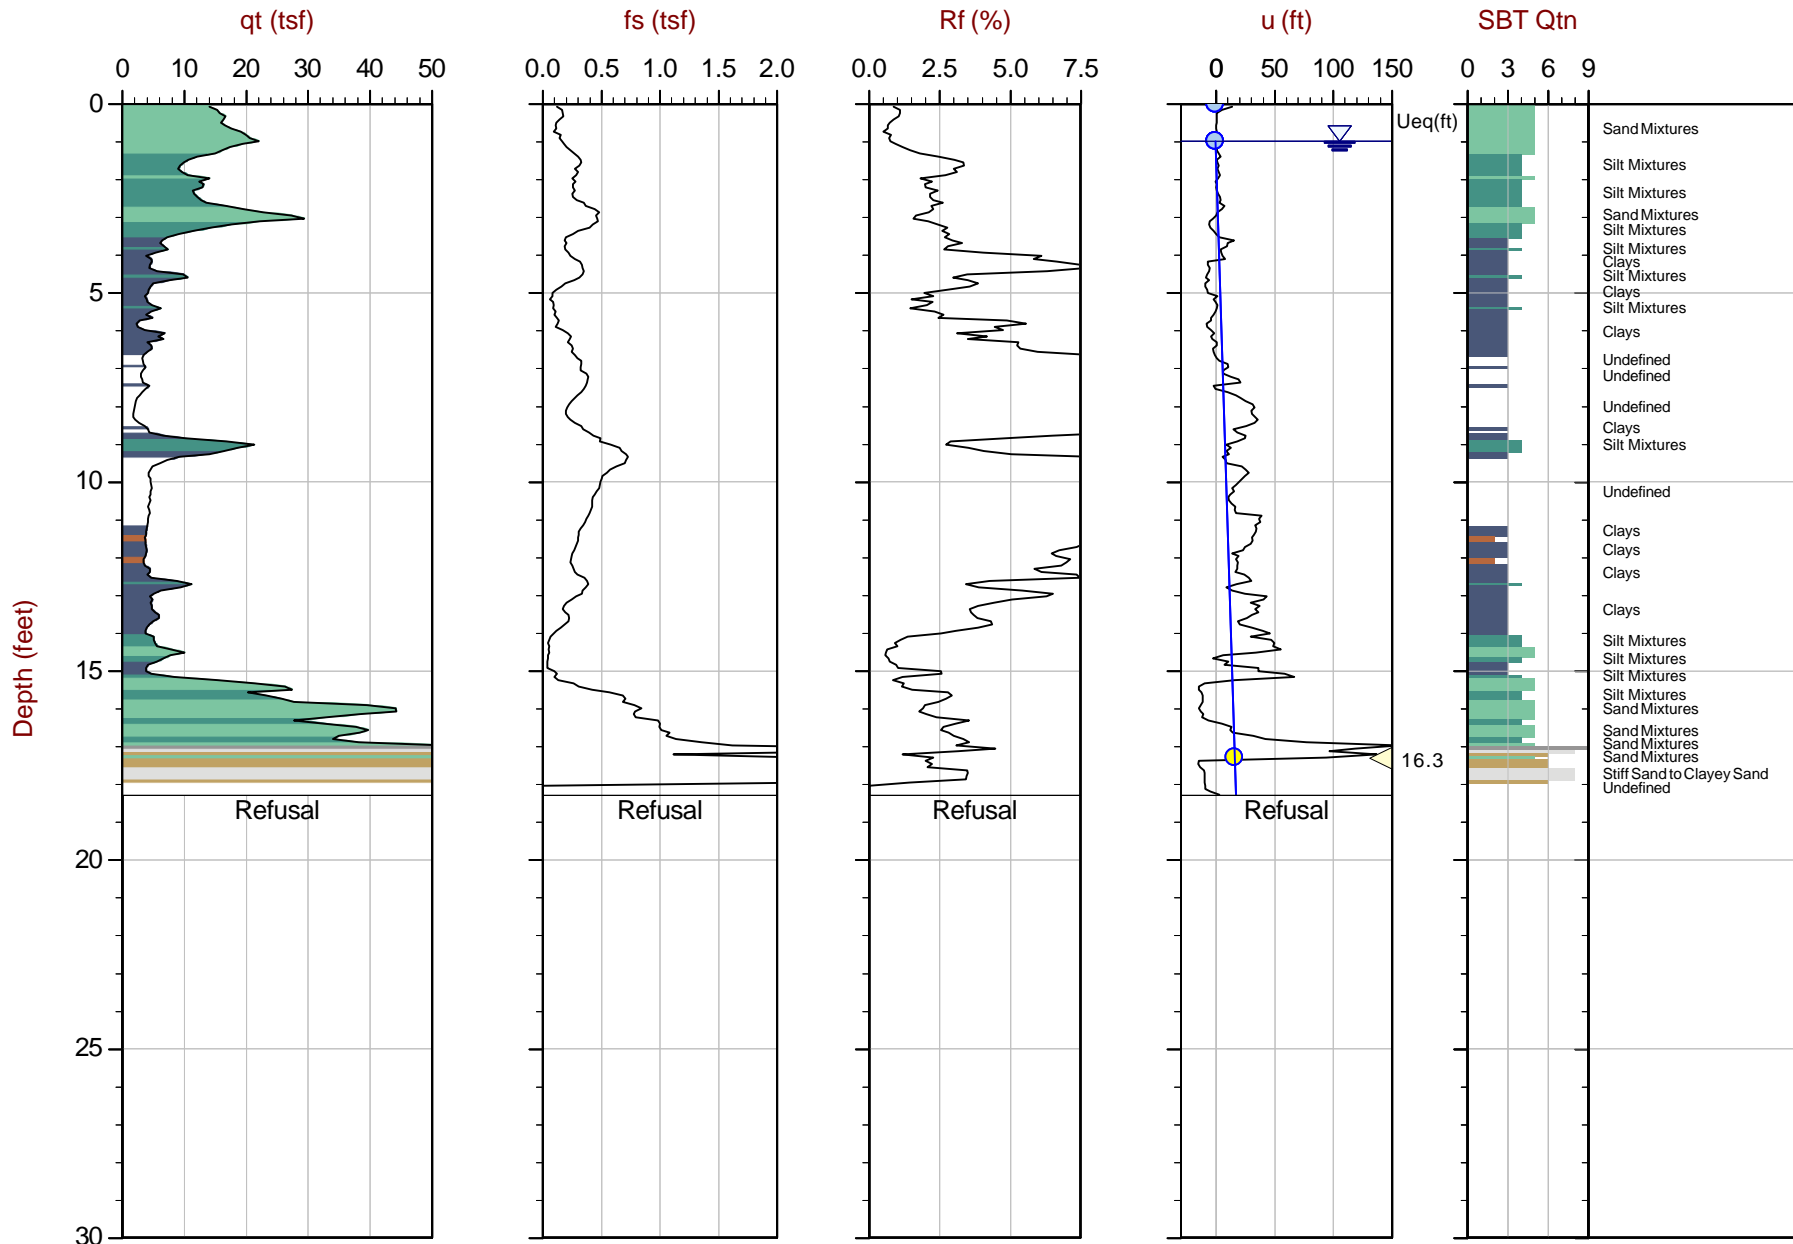 qt (tsf) fs (tsf) Rf (%) u (ft) SBT Qtn
0 10 20 30 40 50 0.0 0.5 1.0 1.5 2.0 0.0 2.5 5.0 7.5 0 50 100 150 0 3 6 9
0
Ueq(ft)
Sand Mixtures
Silt Mixtures
Silt Mixtures
Sand Mixtures
Silt Mixtures
Silt Mixtures
Clays
Silt Mixtures
5
Clays
Silt Mixtures
Clays
Undefined
Undefined
Undefined
Clays
Silt Mixtures
10
Undefined
Clays
Clays
Clays
Clays
Silt Mixtures
Silt Mixtures
15
Silt Mixtures
Silt Mixtures
Sand Mixtures
Sand Mixtures
Sand Mixtures
Sand Mixtures
16.3
Stiff Sand to Clayey Sand
Undefined
Refusal Refusal Refusal Refusal
20
25
30
Depth (feet)